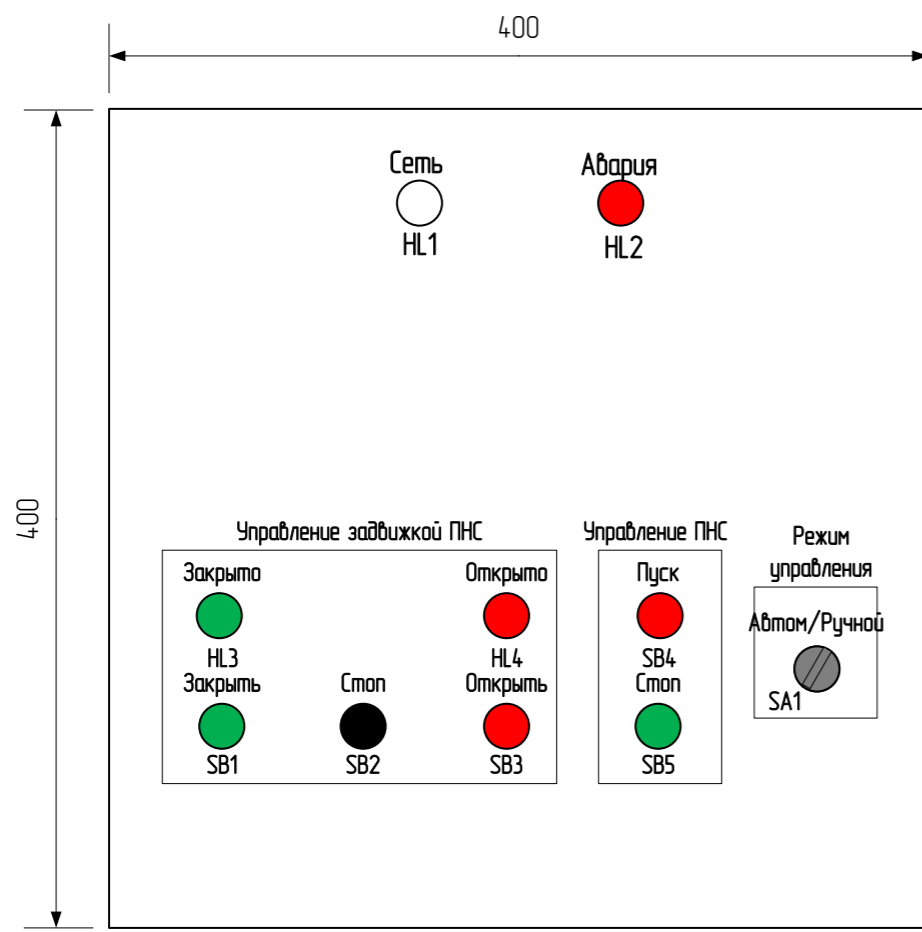 400
400
Сеть
Авария
HL1
HL2
Управление задвижкой ПНС
Закрыто
Открыто
HL3
HL4
Закрыть
Стоп
Открыть
SB1
SB2
SB3
Управление ПНС
Пуск
SB4
Стоп
SB5
Режим
управления
Автом/Ручной
SA1